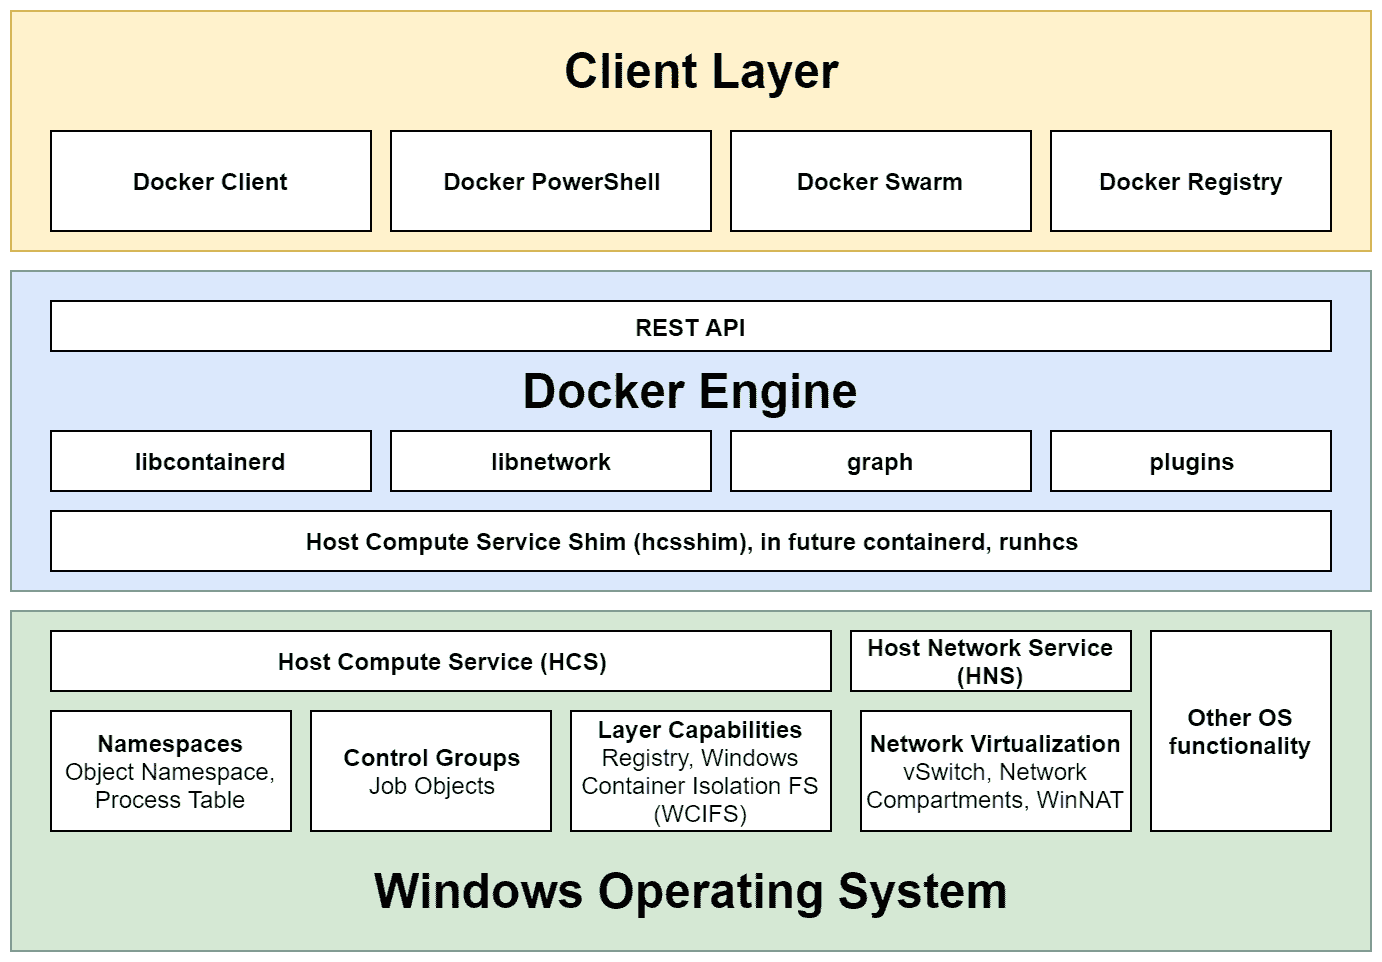 Client Layer
Docker Client
Docker PowerShell
Docker Swarm
Docker Registry
REST API
Docker Engine
libcontainerd
libnetwork
graph
plugins
Host Compute Service Shim (hcsshim), in future containerd, runhcs
Host Compute Service (HCS)
Host Network Service
(HNS)
Other OS
functionality
Namespaces
Object Namespace,
Process Table
Control Groups
Job Objects
Layer Capabilities
Registry, Windows
Container Isolation FS
(WCIFS)
Network Virtualization
vSwitch, Network
Compartments, WinNAT
Windows Operating System